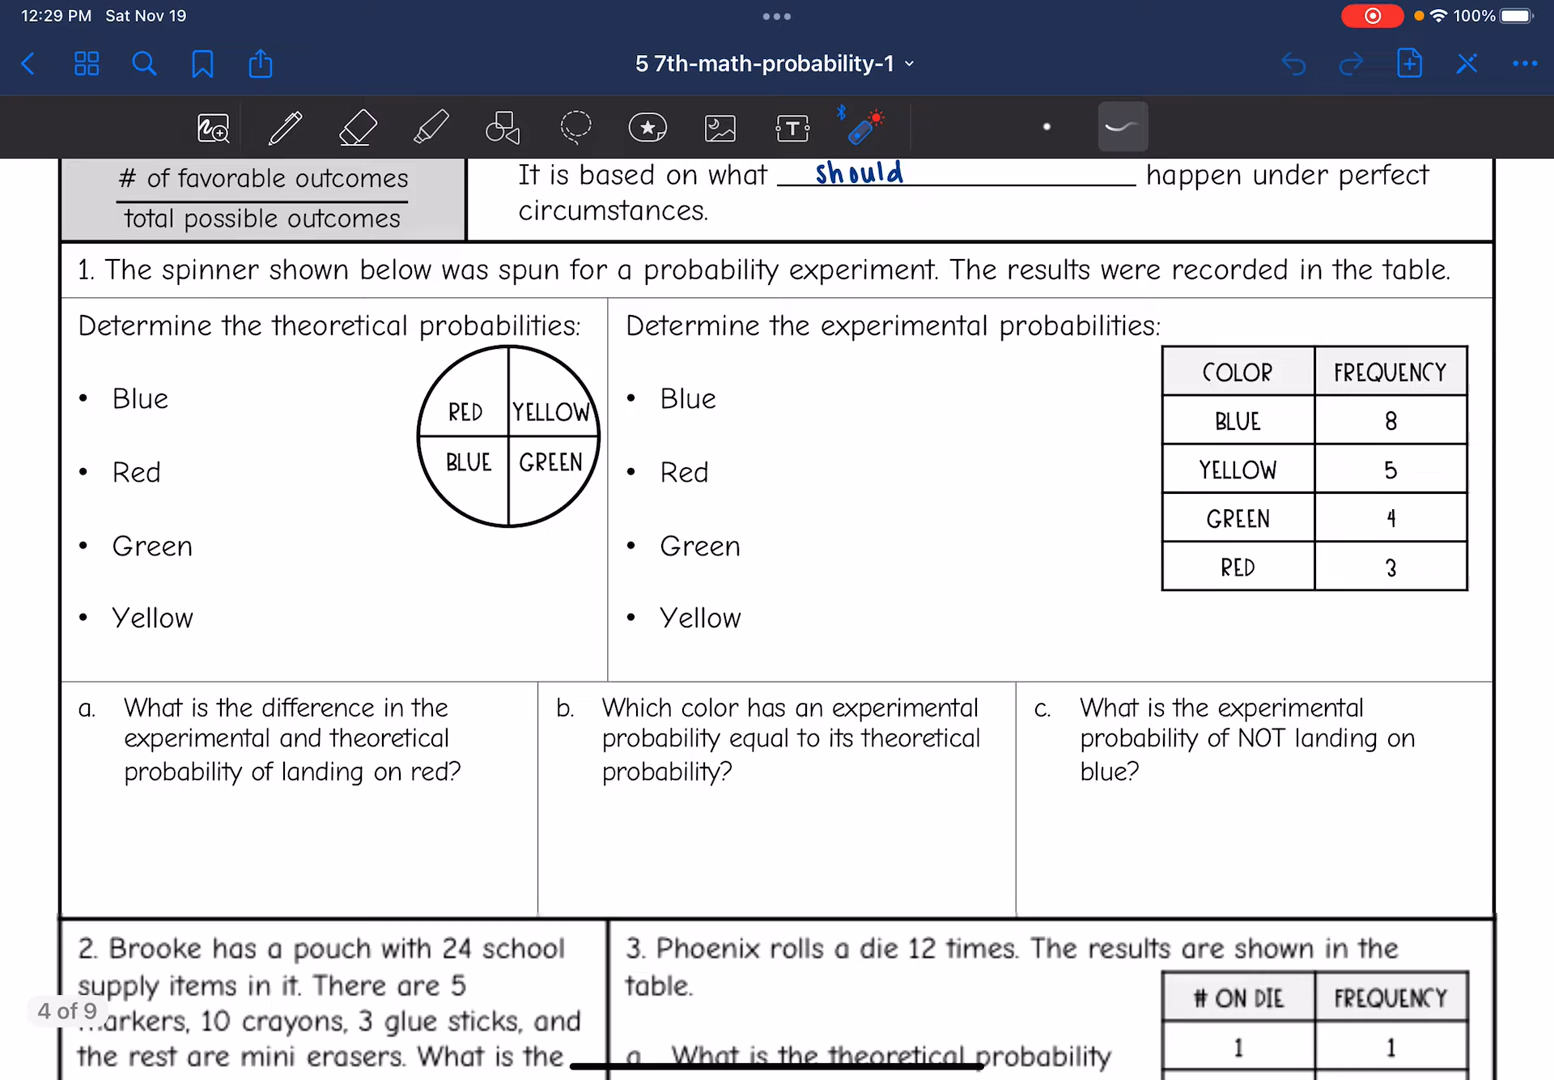 12:29 PM Sat Nov 19
100%
5 7th-math-probability-1
# of favorable outcomes
total possible outcomes
It is based on what should happen under perfect
circumstances.
1. The spinner shown below was spun for a probability experiment. The results were recorded in the table.
Determine the theoretical probabilities:
• Blue
• Red
• Green
• Yellow
RED YELLOW
BLUE GREEN
Determine the experimental probabilities:
• Blue
• Red
• Green
• Yellow
COLOR FREQUENCY
BLUE 8
YELLOW 5
GREEN 4
RED 3
a. What is the difference in the
experimental and theoretical
probability of landing on red?
b. Which color has an experimental
probability equal to its theoretical
probability?
c. What is the experimental
probability of NOT landing on
blue?
2. Brooke has a pouch with 24 school
supply items in it. There are 5
markers, 10 crayons, 3 glue sticks, and
the rest are mini erasers. What is the
4 of 9
3. Phoenix rolls a die 12 times. The results are shown in the
table.
a. What is the theoretical probability
# ON DIE FREQUENCY
1 1